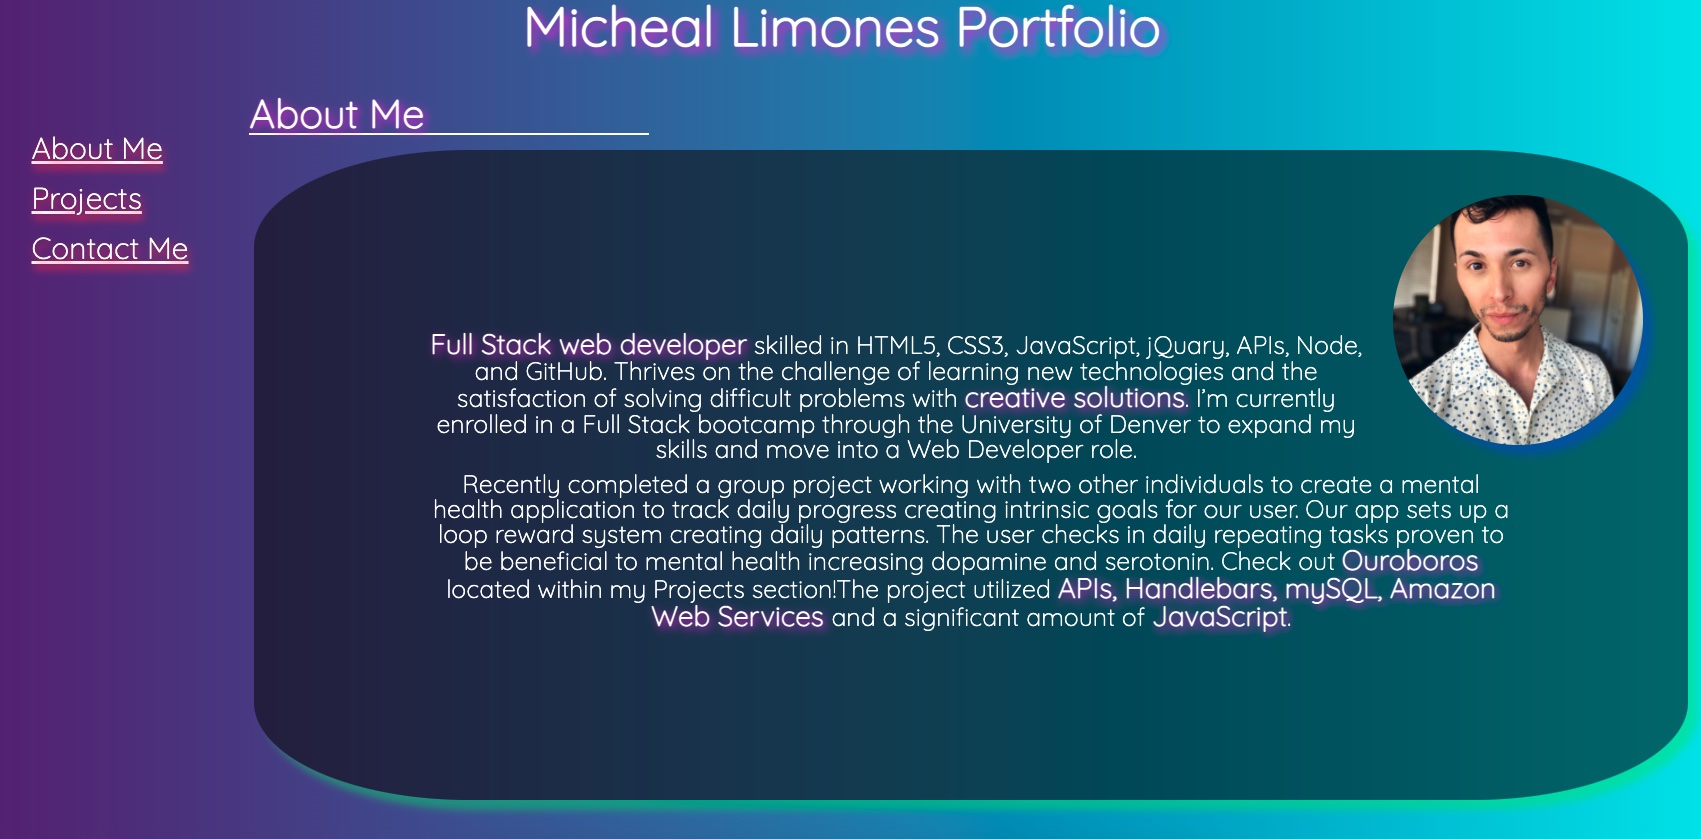 Micheal Limones Portfolio
About Me
About Me
Projects
Contact Me
Full Stack web developer skilled in HTML5, CSS3, JavaScript, jQuary, APIs, Node,
and GitHub. Thrives on the challenge of learning new technologies and the
satisfaction of solving difficult problems with creative solutions. I'm currently
enrolled in a Full Stack bootcamp through the University of Denver to expand my
skills and move into a Web Developer role.
Recently completed a group project working with two other individuals to create a mental
health application to track daily progress creating intrinsic goals for our user. Our app sets up a
loop reward system creating daily patterns. The user checks in daily repeating tasks proven to
be beneficial to mental health increasing dopamine and serotonin. Check out Ouroboros
located within my Projects section!The project utilized APIs, Handlebars, mySQL, Amazon
Web Services and a significant amount of JavaScript.